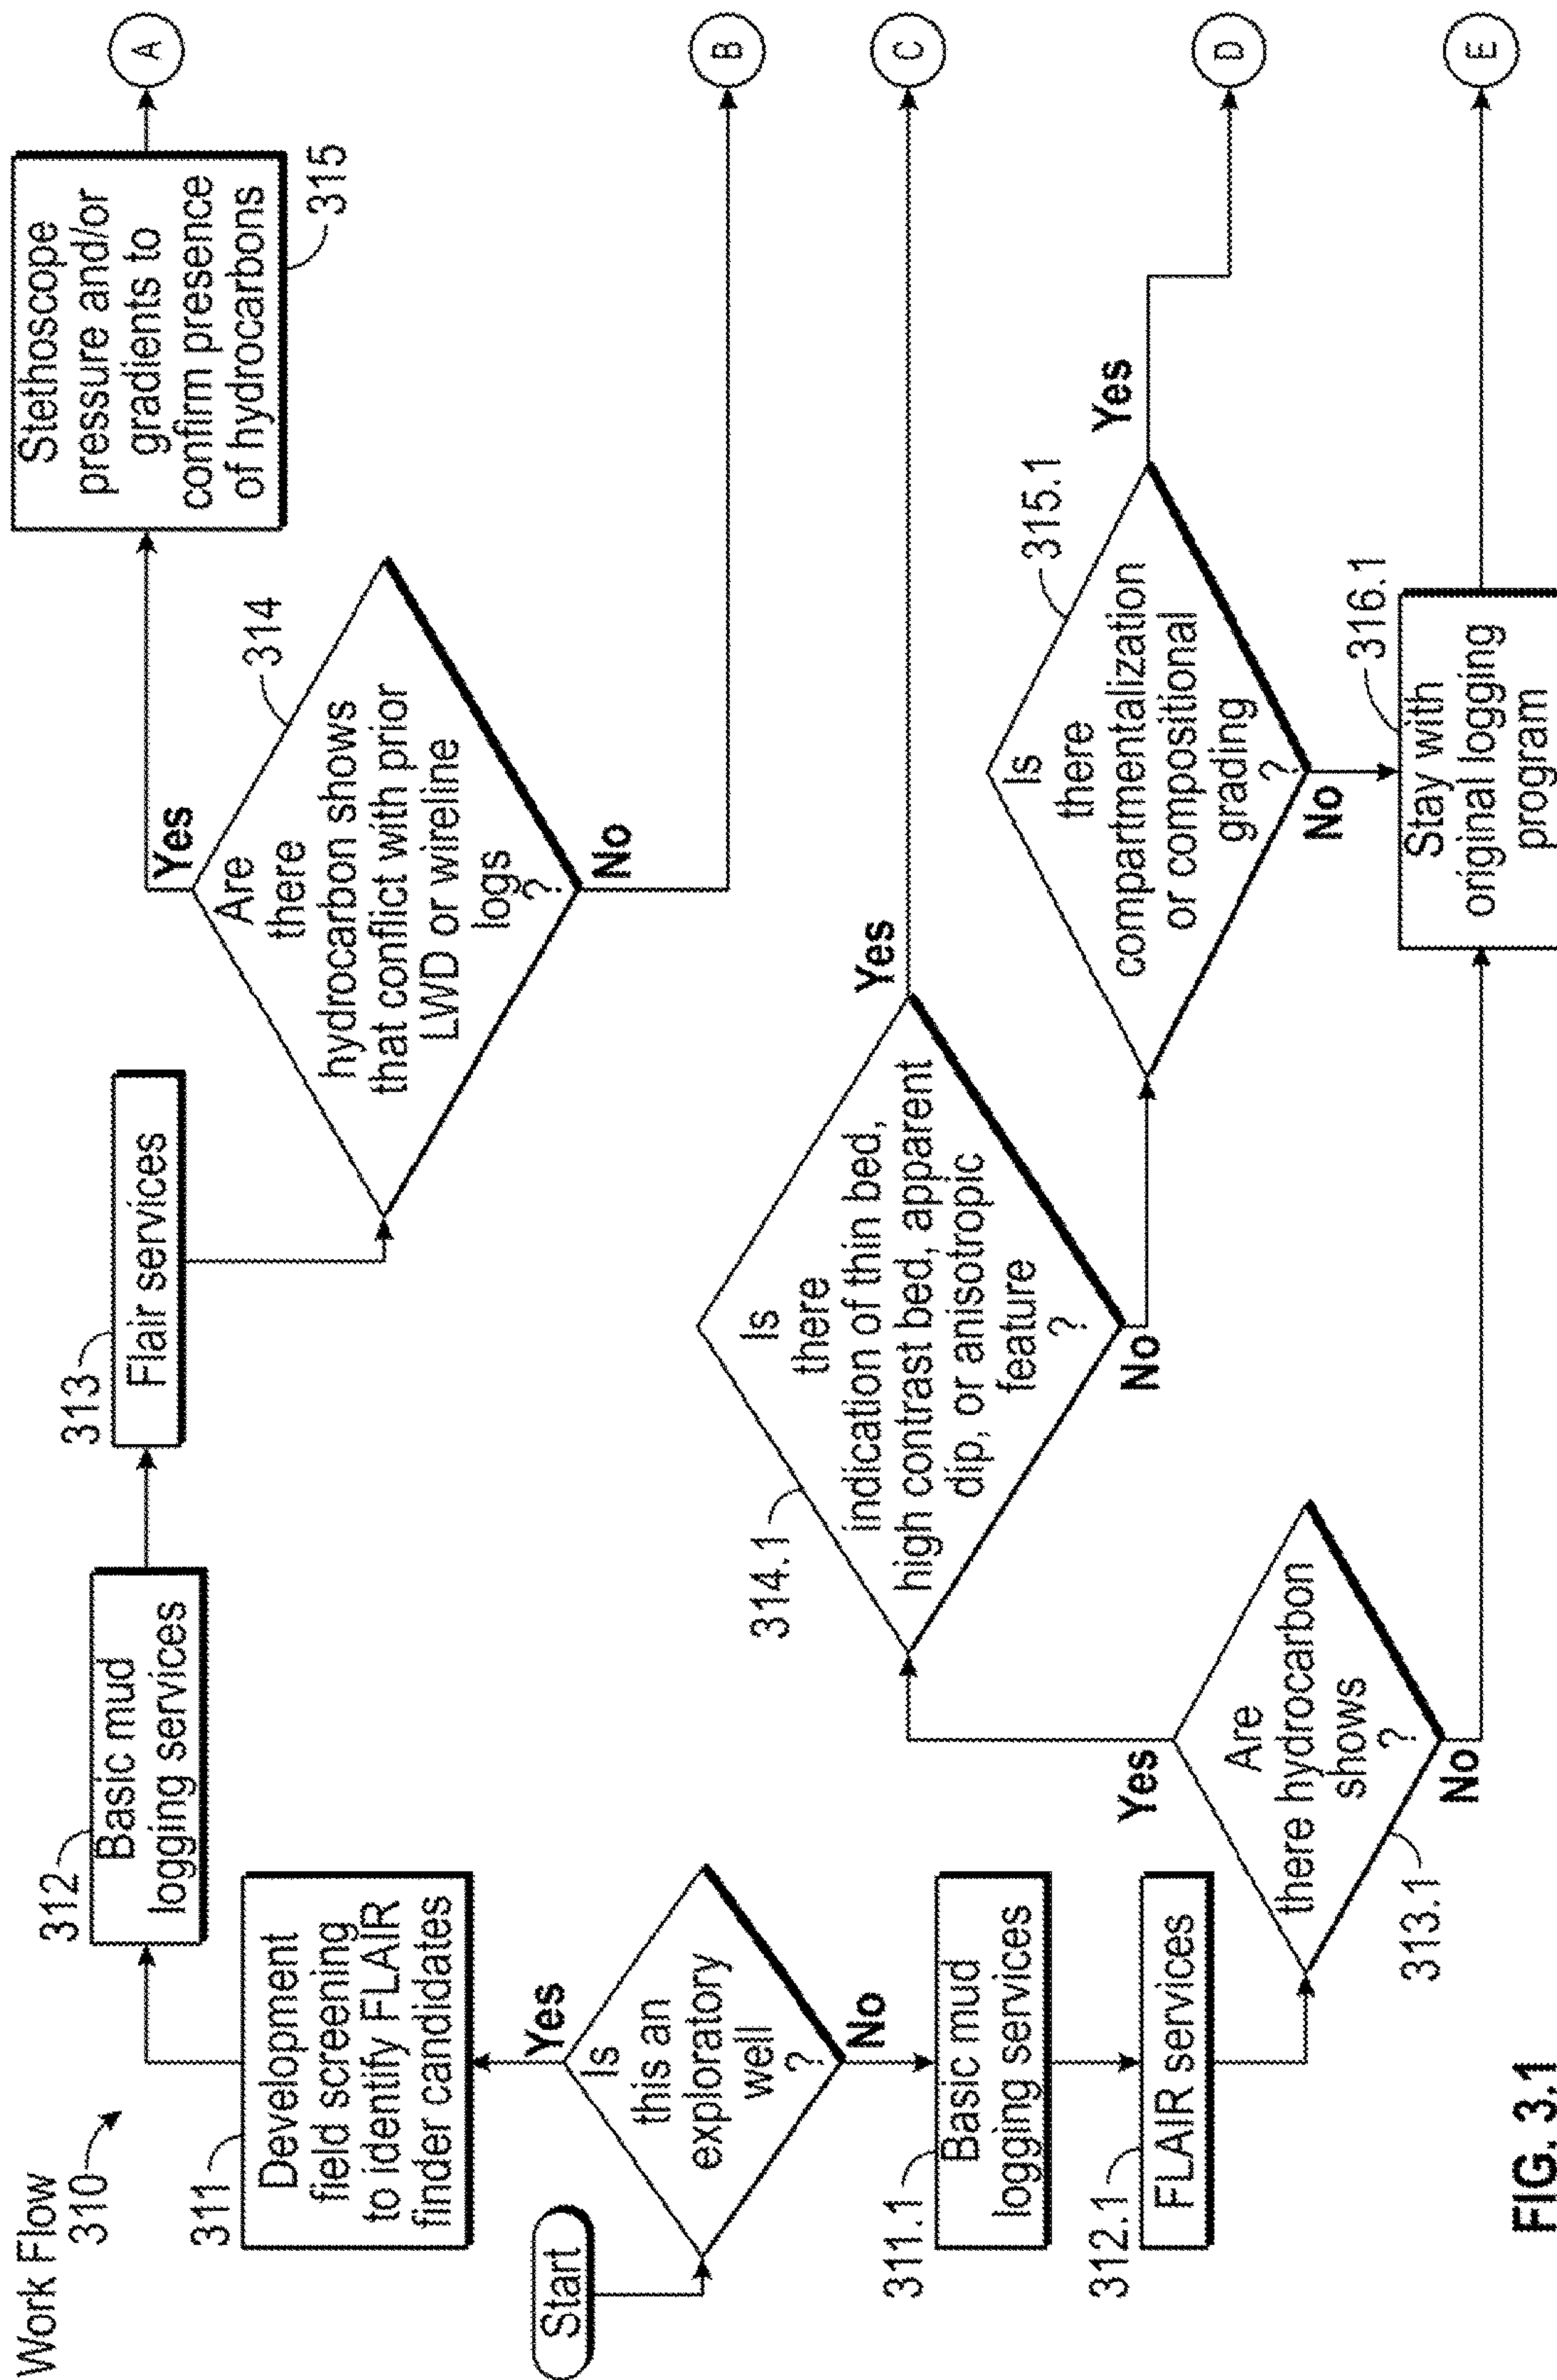 Work Flow
310
311
Development
field screening
to identify FLAIR
finder candidates
312
Basic mud
logging services
313
Flair services
314
Are
there
hydrocarbon shows
that conflict with prior
LWD or wireline
logs
?
Yes
No
Stethoscope
pressure and/or
gradients to
confirm presence
of hydrocarbons
315
A
B
Start
Is
this an
exploratory
well
?
Yes
No
311.1
Basic mud
logging services
312.1
FLAIR services
313.1
Are
there hydrocarbon
shows
?
Yes
No
314.1
Is
there
indication of thin bed,
high contrast bed, apparent
dip, or anisotropic
feature
?
Yes
No
C
315.1
Is
there
compartmentalization
or compositional
grading
?
Yes
No
D
316.1
Stay with
original logging
program
E
FIG. 3.1